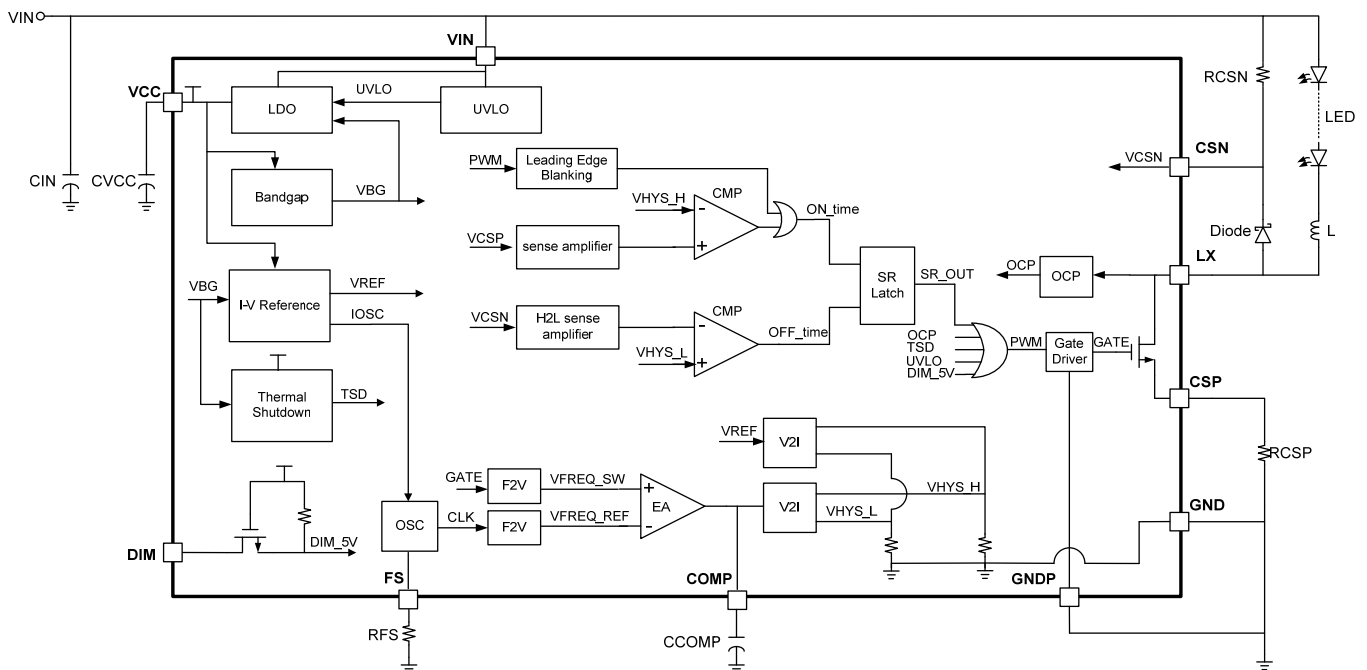 VIN
VIN
VCC
LDO
UVLO
UVLO
RCSN
LED
CSN
VCSN
CIN
CVCC
Bandgap
VBG
PWM
Leading Edge
Blanking
VHYS_H
CMP
ON_time
VCSP
sense amplifier
Diode
L
LX
OCP
OCP
SR
Latch
SR_OUT
VBG
I-V Reference
VREF
IOSC
VCSN
H2L sense
amplifier
CMP
OFF_time
VHYS_L
OCP
TSD
UVLO
DIM_5V
PWM
Gate
Driver
GATE
CSP
Thermal
Shutdown
TSD
RCSP
VREF
V2I
GATE
F2V
VFREQ_SW
EA
V2I
VHYS_H
VHYS_L
OSC
CLK
F2V
VFREQ_REF
GND
DIM
DIM_5V
FS
COMP
GNDP
RFS
CCOMP